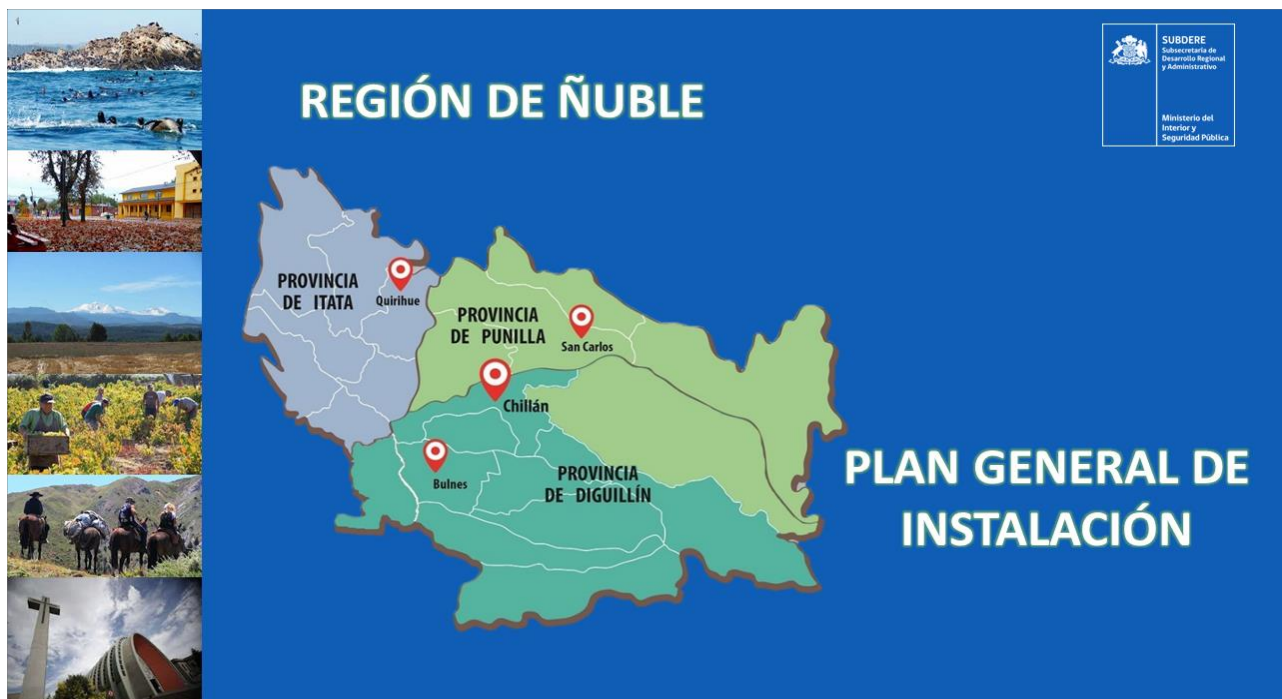 REGIÓN DE ÑUBLE
SUBDERE
Subsecretaría de
Desarrollo Regional
y Administrativo
Ministerio del
Interior y
Seguridad Pública
PROVINCIA
DE ITATA
Quirihue
PROVINCIA
DE PUNILLA
San Carlos
Chillán
Bulnes
PROVINCIA
DE DIGUILLÍN
PLAN GENERAL DE
INSTALACIÓN